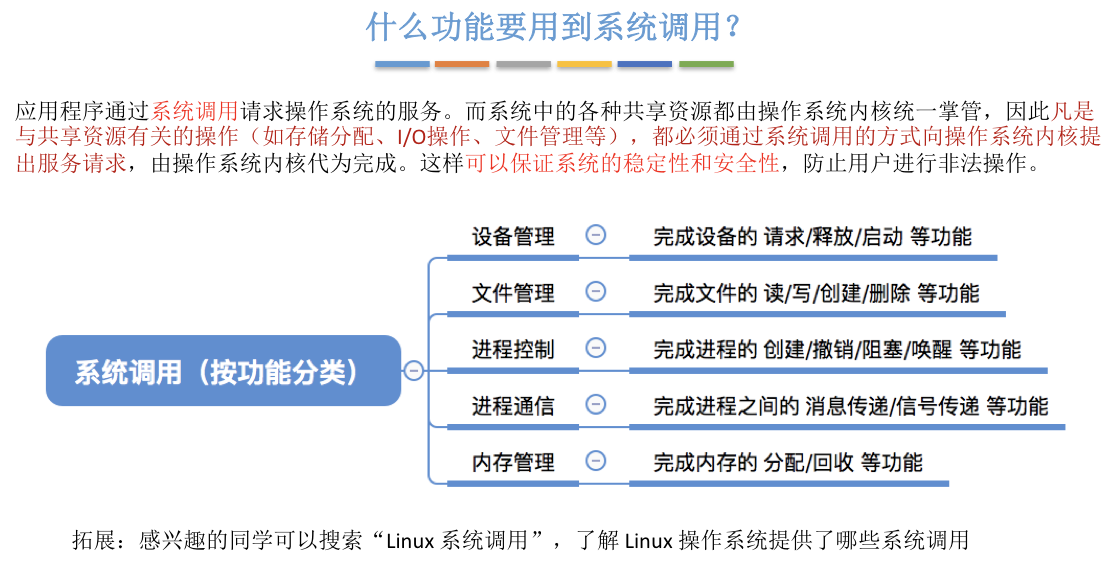 什么功能要用到系统调用？
应用程序通过系统调用请求操作系统的服务。而系统中的各种共享资源都由操作系统内核统一掌管，因此凡是
与共享资源有关的操作（如存储分配、I/O操作、文件管理等），都必须通过系统调用的方式向操作系统内核提
出服务请求，由操作系统内核代为完成。这样可以保证系统的稳定性和安全性，防止用户进行非法操作。
系统调用（按功能分类）
设备管理 完成设备的 请求/释放/启动 等功能
文件管理 完成文件的 读/写/创建/删除 等功能
进程控制 完成进程的 创建/撤销/阻塞/唤醒 等功能
进程通信 完成进程之间的 消息传递/信号传递 等功能
内存管理 完成内存的 分配/回收 等功能
拓展：感兴趣的同学可以搜索“Linux 系统调用”，了解 Linux 操作系统提供了哪些系统调用